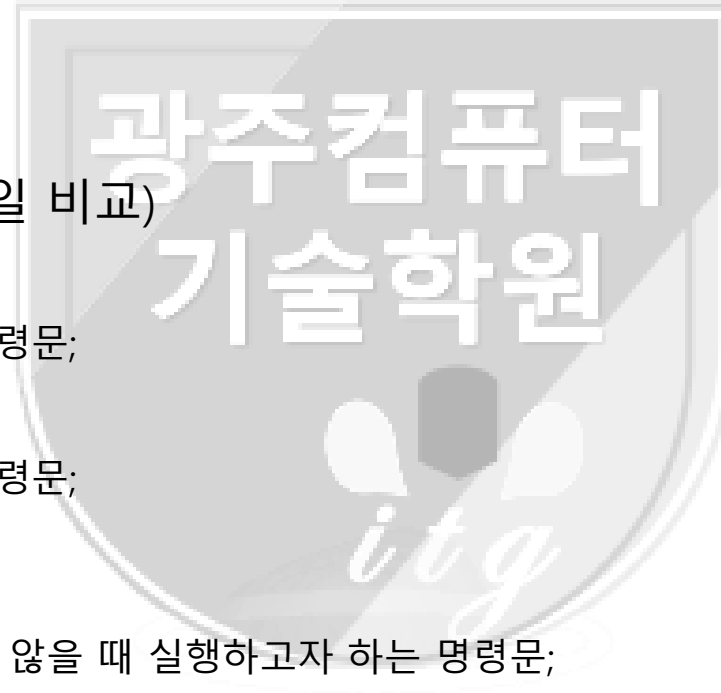 광주컴퓨터
일 비교)
기술학원
령문;
령문;
itg
않을 때 실행하고자 하는 명령문;